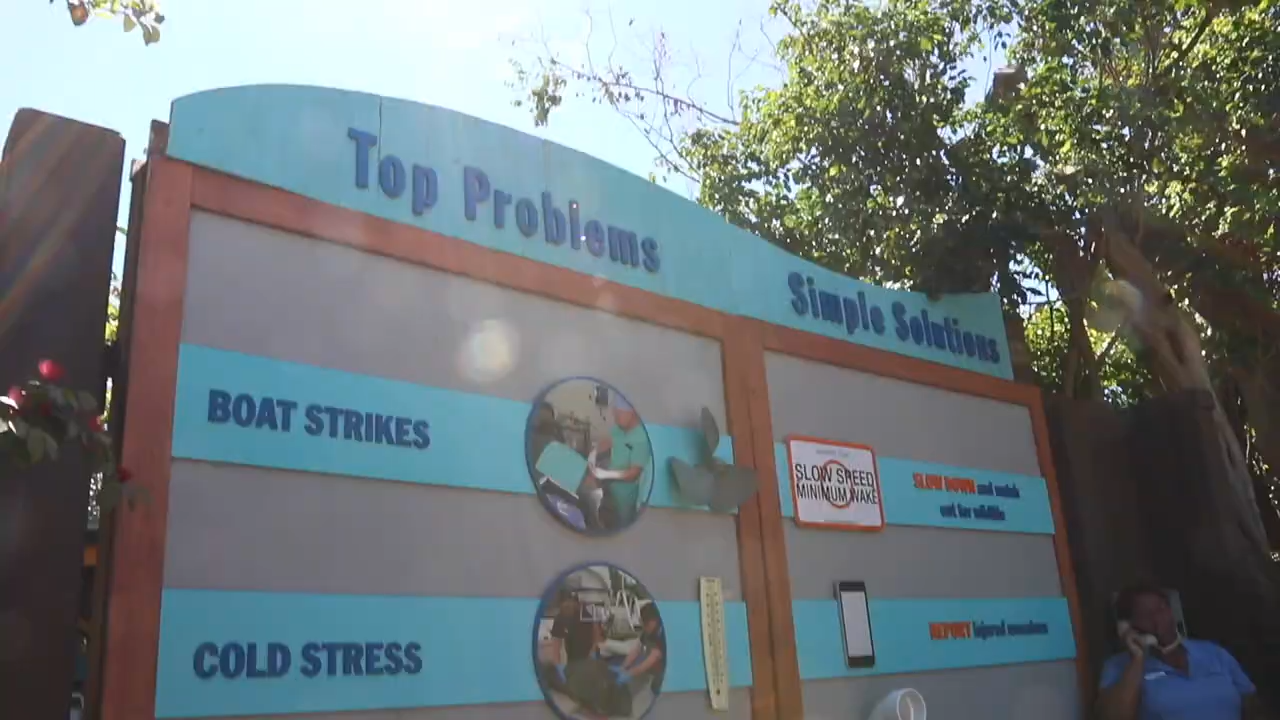 Top Problems
Simple Solutions
BOAT STRIKES
SLOW SPEED
MINIMUM WAKE
SLOW DOWN and watch
out for wildlife
COLD STRESS
REPORT injured manatees